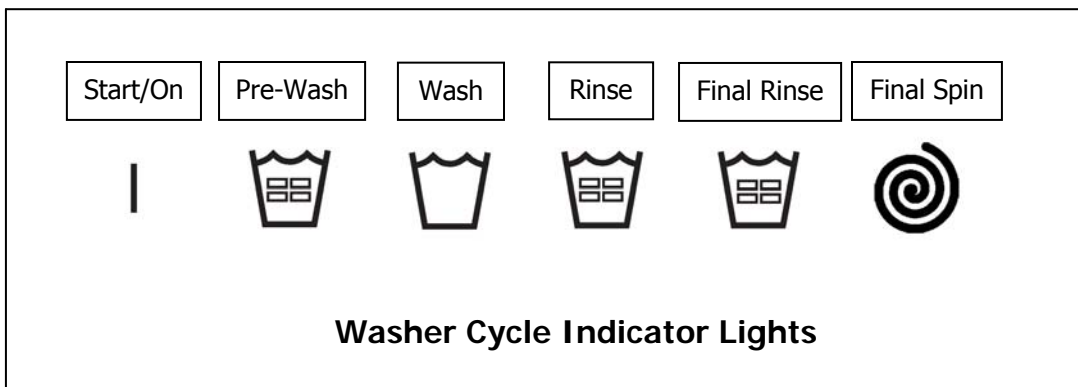 Start/On Pre-Wash Wash Rinse Final Rinse Final Spin
Washer Cycle Indicator Lights